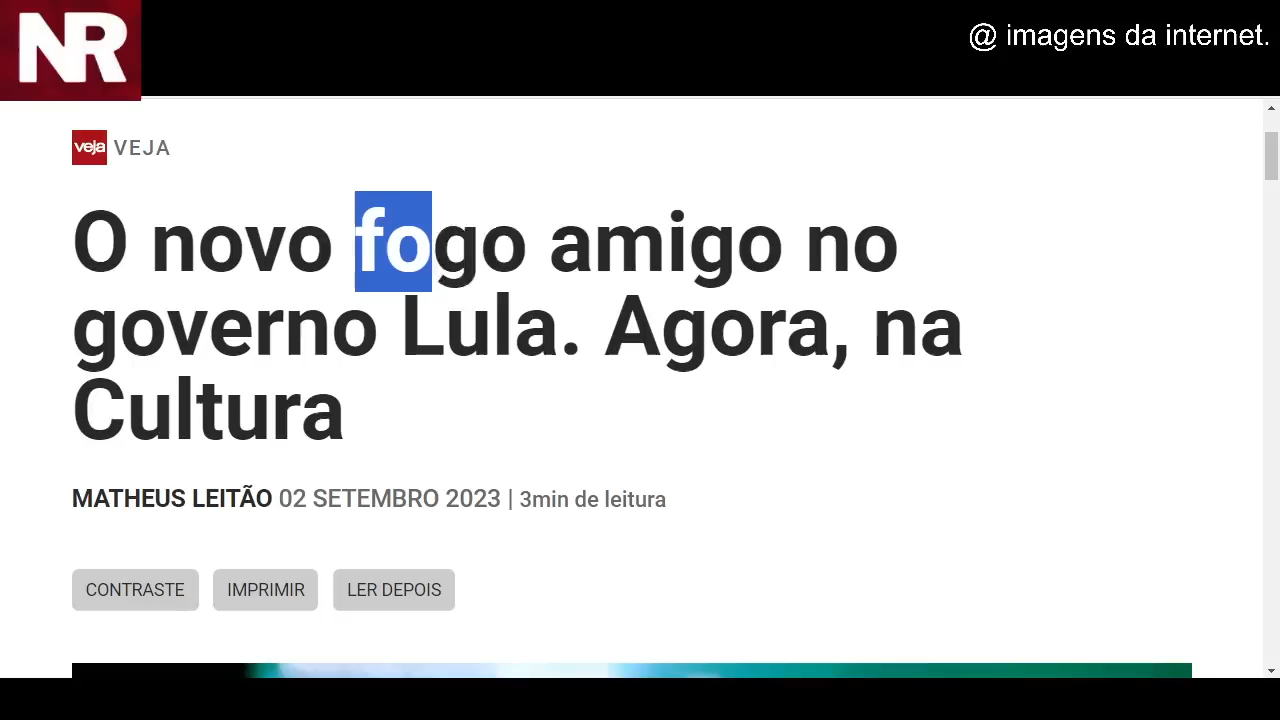 NR
@ imagens da internet.
veja VEJA
O novo fogo amigo no
governo Lula. Agora, na
Cultura
MATHEUS LEITÃO 02 SETEMBRO 2023 | 3min de leitura
CONTRASTE IMPRIMIR LER DEPOIS